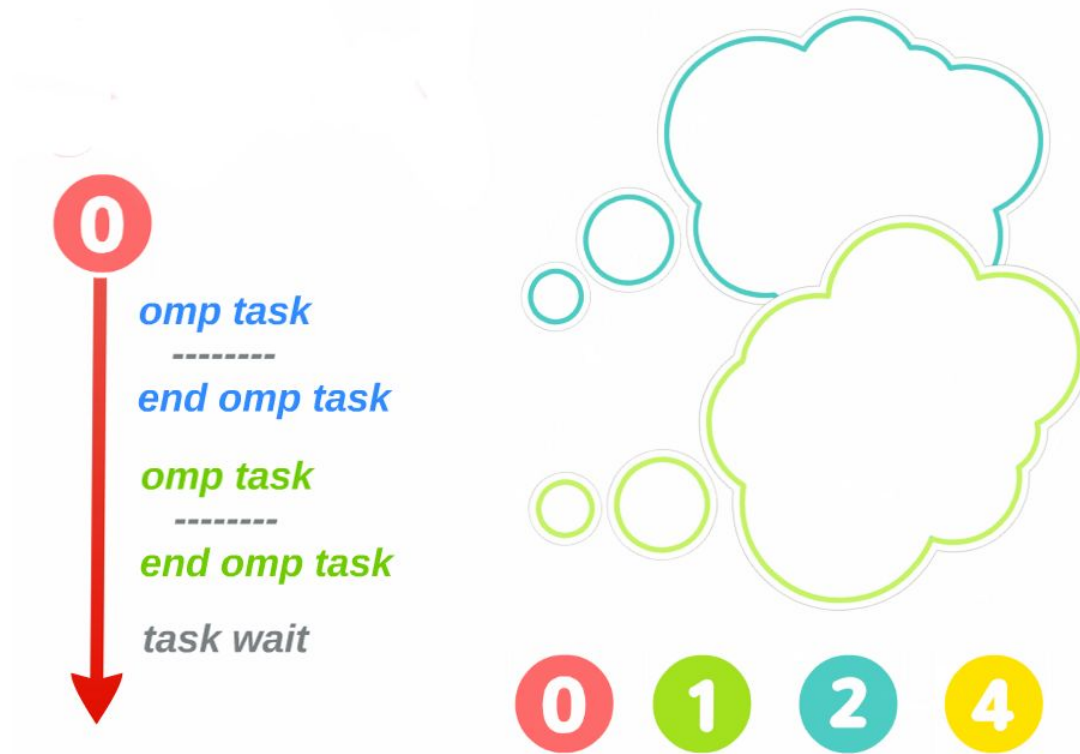 0
omp task
--------
end omp task
omp task
--------
end omp task
task wait
0 1 2 4